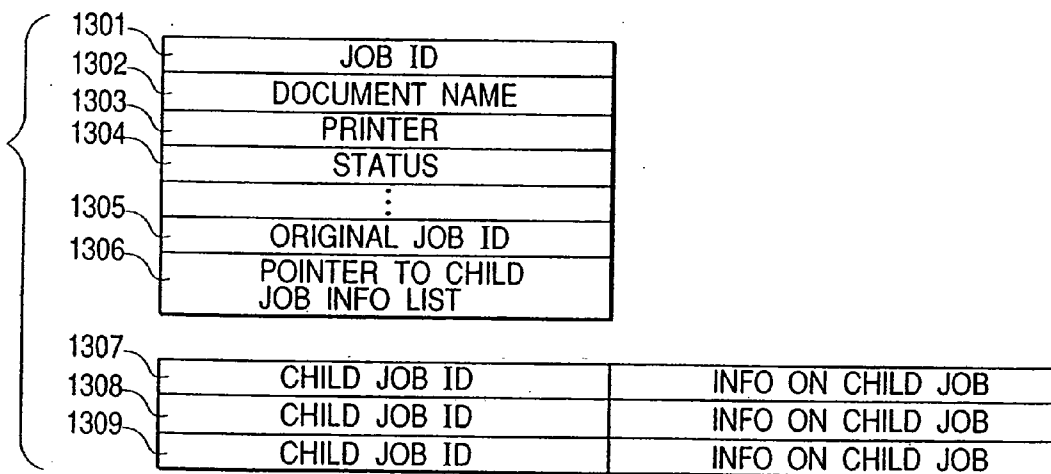 1301 JOB ID
1302 DOCUMENT NAME
1303 PRINTER
1304 STATUS
⋮
1305 ORIGINAL JOB ID
1306 POINTER TO CHILD
JOB INFO LIST
1307 CHILD JOB ID INFO ON CHILD JOB
1308 CHILD JOB ID INFO ON CHILD JOB
1309 CHILD JOB ID INFO ON CHILD JOB